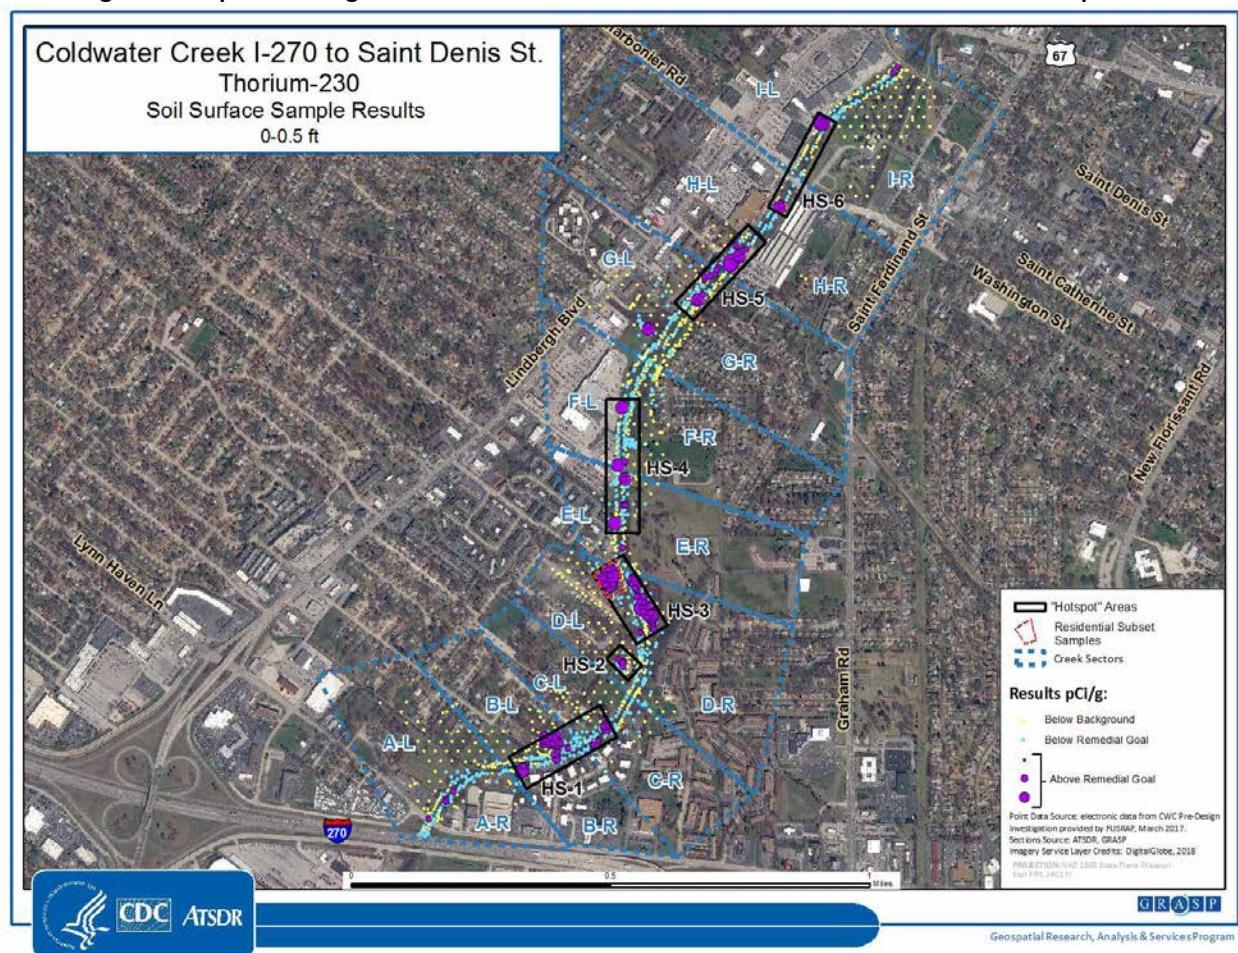 Coldwater Creek I-270 to Saint Denis St.
Thorium-230
Soil Surface Sample Results
0-0.5 ft
67
I-L
H-L
I-R
Saint Denis St
HS-6
Saint Ferdinand St
Saint Catherine St
Washington St
G-L
HS-5
H-R
Lindbergh Blvd
G-R
New Florissant Rd
F-L
F-R
HS-4
E-L
E-R
Lynn Haven Ln
HS-3
D-L
HS-2
C-L
D-R
Graham Rd
B-L
A-L
C-R
HS-1
A-R
B-R
270
"Hotspot" Areas
Residential Subset
Samples
Creek Sectors
Results pCi/g:
Below Background
Below Remedial Goal
Above Remedial Goal
Point Data Source: electronic data from CWC Pre-Design
Investigation provided by FUSRAP, March 2017.
Sections Source: ATSDR, GRASP
Imagery Service Layer Credits: DigitalGlobe, 2018
0 0.5 1
Miles
CDC ATSDR
GRASP
Geospatial Research, Analysis & Services Program